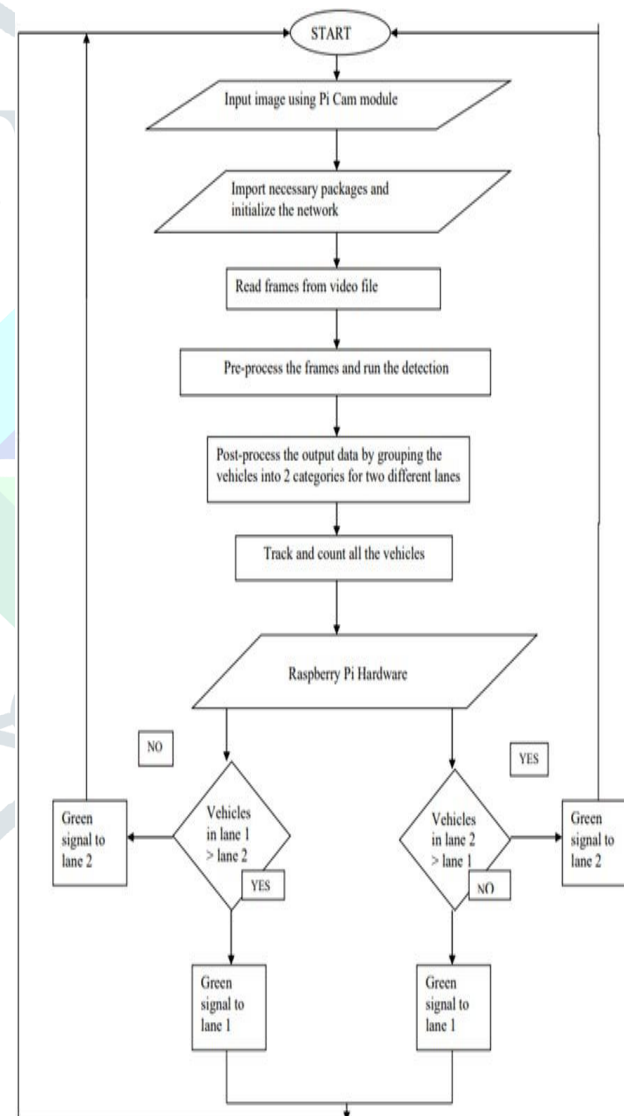 START
Input image using Pi Cam module
Import necessary packages and
initialize the network
Read frames from video file
Pre-process the frames and run the detection
Post-process the output data by grouping the
vehicles into 2 categories for two different lanes
Track and count all the vehicles
Raspberry Pi Hardware
NO
YES
Green
signal to
lane 2
Vehicles
in lane 1
> lane 2
YES
Vehicles
in lane 2
> lane 1
NO
Green
signal to
lane 2
Green
signal to
lane 1
Green
signal to
lane 1